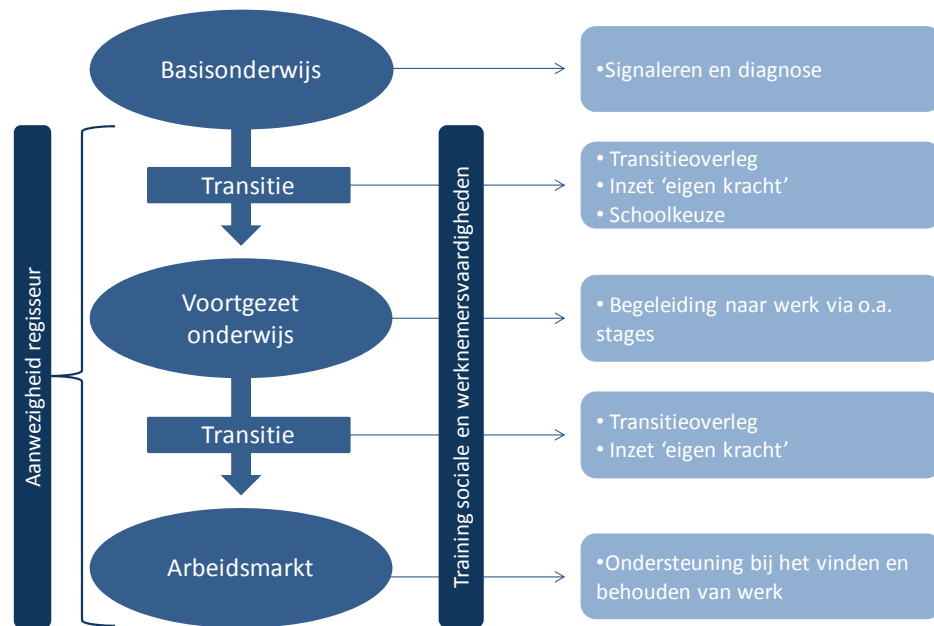 Basisonderwijs
•Signaleren en diagnose
Transitie
• Transitieoverleg
• Inzet ‘eigen kracht’
• Schoolkeuze
Aanwezigheid regisseur
Training sociale en werknemersvaardigheden
Voortgezet
onderwijs
• Begeleiding naar werk via o.a.
stages
Transitie
• Transitieoverleg
• Inzet ‘eigen kracht’
Arbeidsmarkt
•Ondersteuning bij het vinden en
behouden van werk